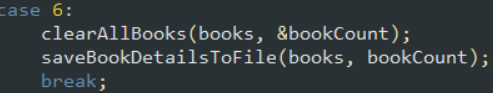 case 6:
clearAllBooks(books, &bookCount);
saveBookDetailsToFile(books, bookCount);
break;